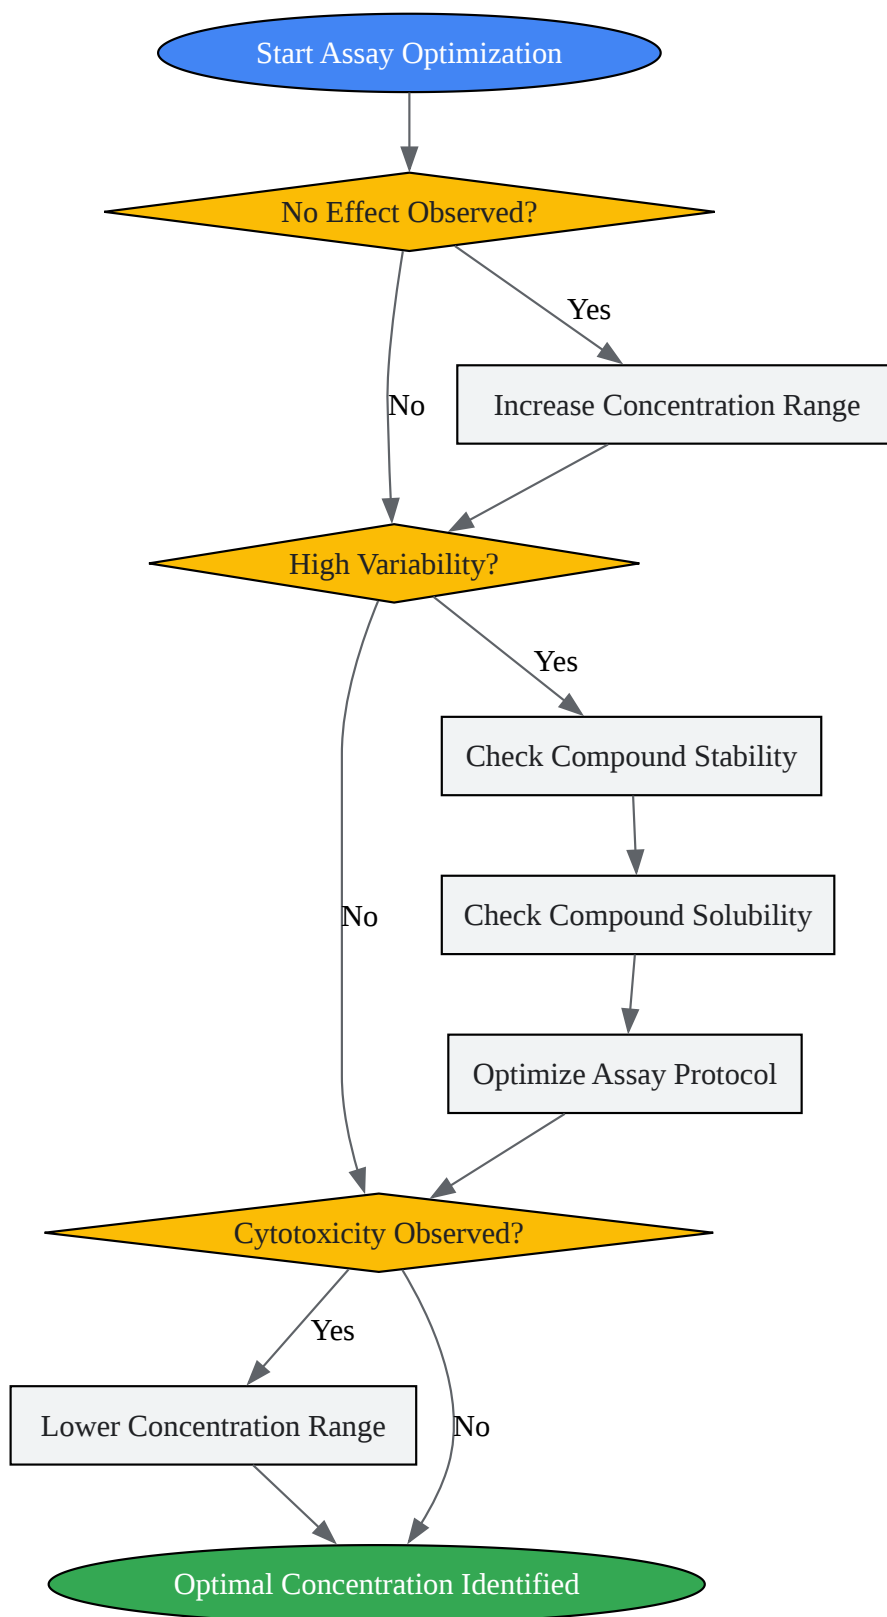 Start Assay Optimization
No Effect Observed?
Yes
No
Increase Concentration Range
High Variability?
Yes
Check Compound Stability
No
Check Compound Solubility
Optimize Assay Protocol
Cytotoxicity Observed?
Yes
Lower Concentration Range
No
Optimal Concentration Identified